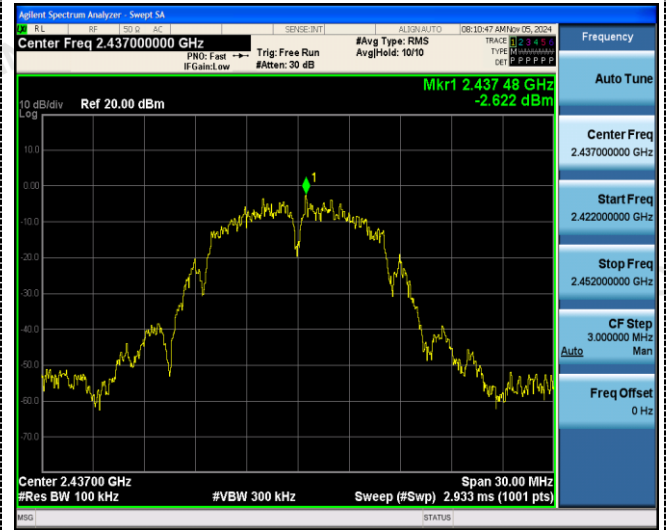 Agilent Spectrum Analyzer - Swept SA
RL RF 50 Ω AC SENSE:INT ALIGN AUTO 08:10:47 AM Nov 05, 2024
Center Freq 2.437000000 GHz
PNO: Fast
IFGain:Low
Trig: Free Run
#Atten: 30 dB
#Avg Type: RMS
Avg|Hold: 10/10
TRACE 1 2 3 4 5 6
TYPE M WWWWW
DET P P P P P P
Mkr1 2.437 48 GHz
-2.622 dBm
10 dB/div Ref 20.00 dBm
Log
10.0
0.00
1
-10.0
-20.0
-30.0
-40.0
-50.0
-60.0
-70.0
Center 2.43700 GHz Span 30.00 MHz
#Res BW 100 kHz #VBW 300 kHz Sweep (#Swp) 2.933 ms (1001 pts)
MSG STATUS
Frequency
Auto Tune
Center Freq
2.437000000 GHz
Start Freq
2.422000000 GHz
Stop Freq
2.452000000 GHz
CF Step
3.000000 MHz
Auto Man
Freq Offset
0 Hz